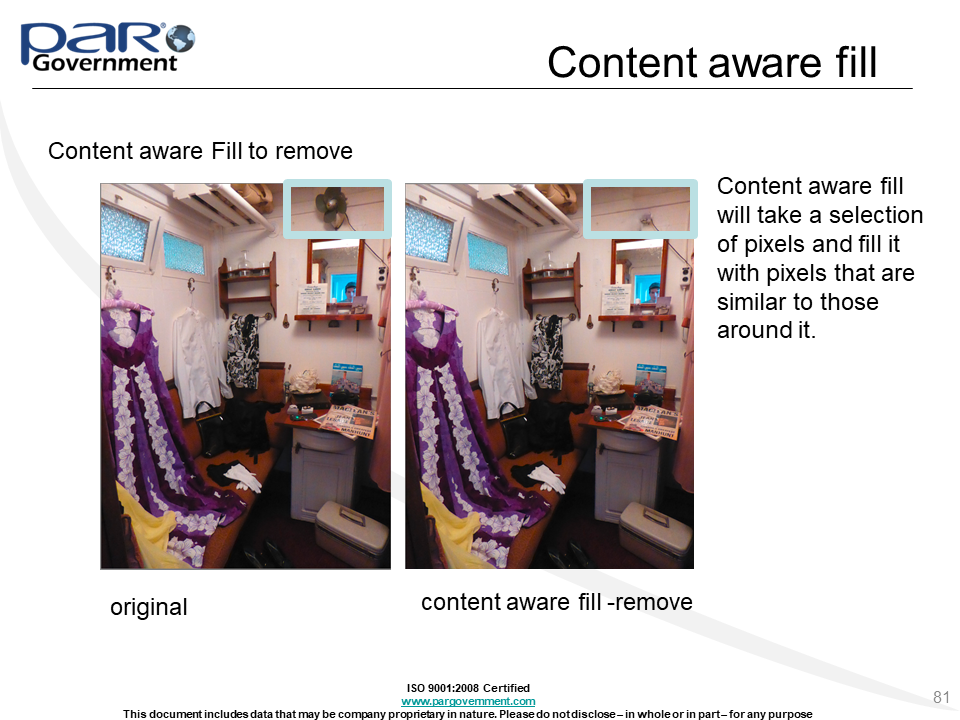 PAR® Government
Content aware fill
Content aware Fill to remove
Content aware fill
will take a selection
of pixels and fill it
with pixels that are
similar to those
around it.
original
content aware fill -remove
ISO 9001:2008 Certified
www.pargovernment.com
This document includes data that may be company proprietary in nature. Please do not disclose – in whole or in part – for any purpose
81